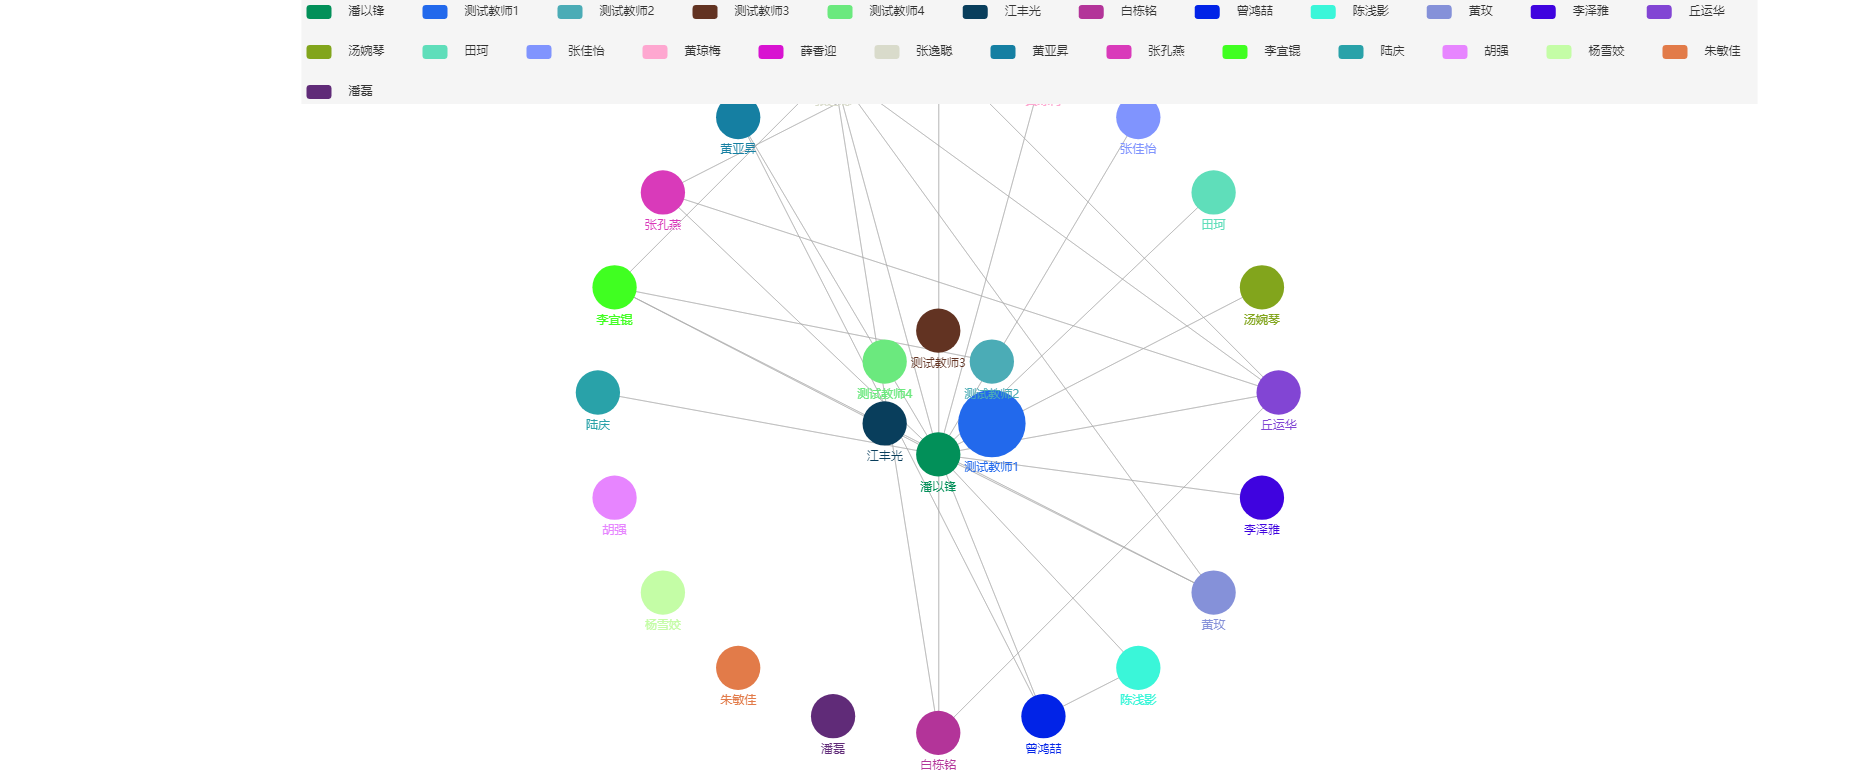 潘以锋 测试教师1 测试教师2 测试教师3 测试教师4 江丰光 白栋铭 曾鸿喆 陈浅影 黄玫 李泽雅 丘运华
汤婉琴 田珂 张佳怡 黄琼梅 薛香迎 张逸聪 黄亚昇 张孔燕 李宜锟 陆庆 胡强 杨雪姣 朱敏佳
潘磊
黄亚昇
张佳怡
张孔燕
田珂
李宜锟
汤婉琴
测试教师3
测试教师4
测试教师2
陆庆
丘运华
江丰光
测试教师1
潘以锋
胡强
李泽雅
杨雪姣
黄玫
朱敏佳
陈浅影
潘磊
曾鸿喆
白栋铭